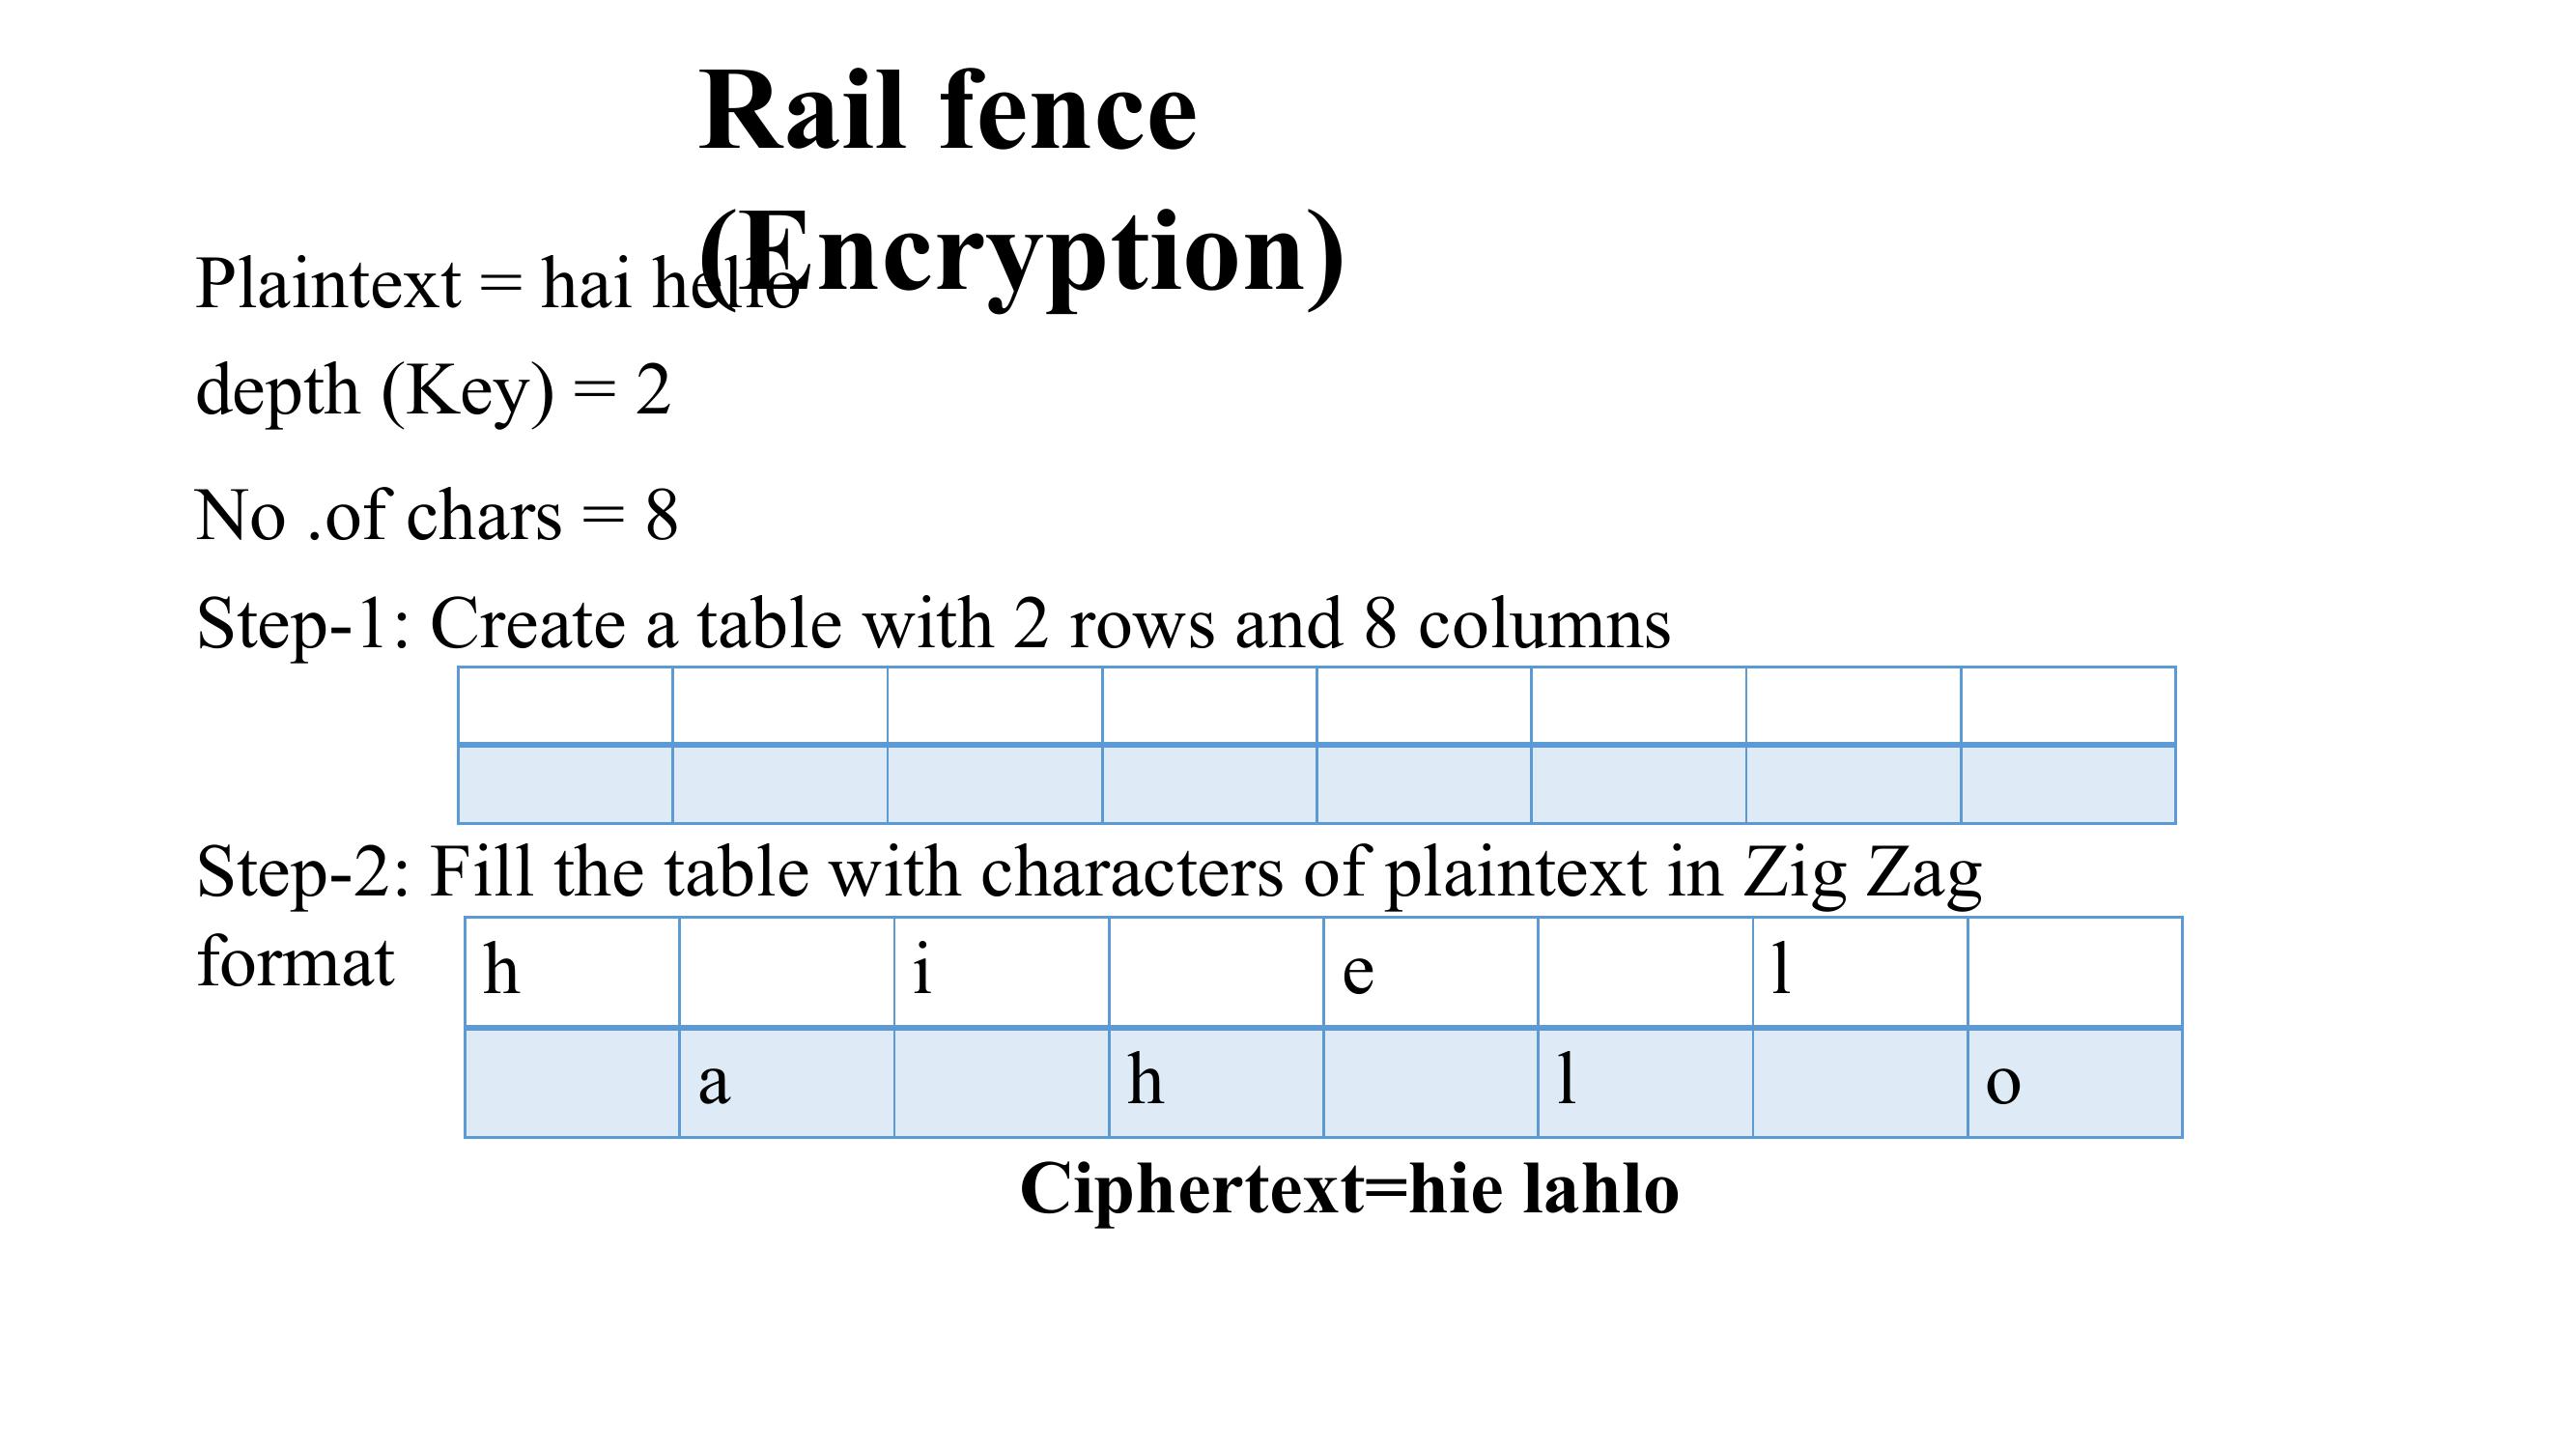 Rail fence
(Encryption)
Plaintext = hai hello
depth (Key) = 2
No .of chars = 8
Step-1: Create a table with 2 rows and 8 columns
Step-2: Fill the table with characters of plaintext in Zig Zag
format
h i e l
a h l o
Ciphertext=hie lahlo